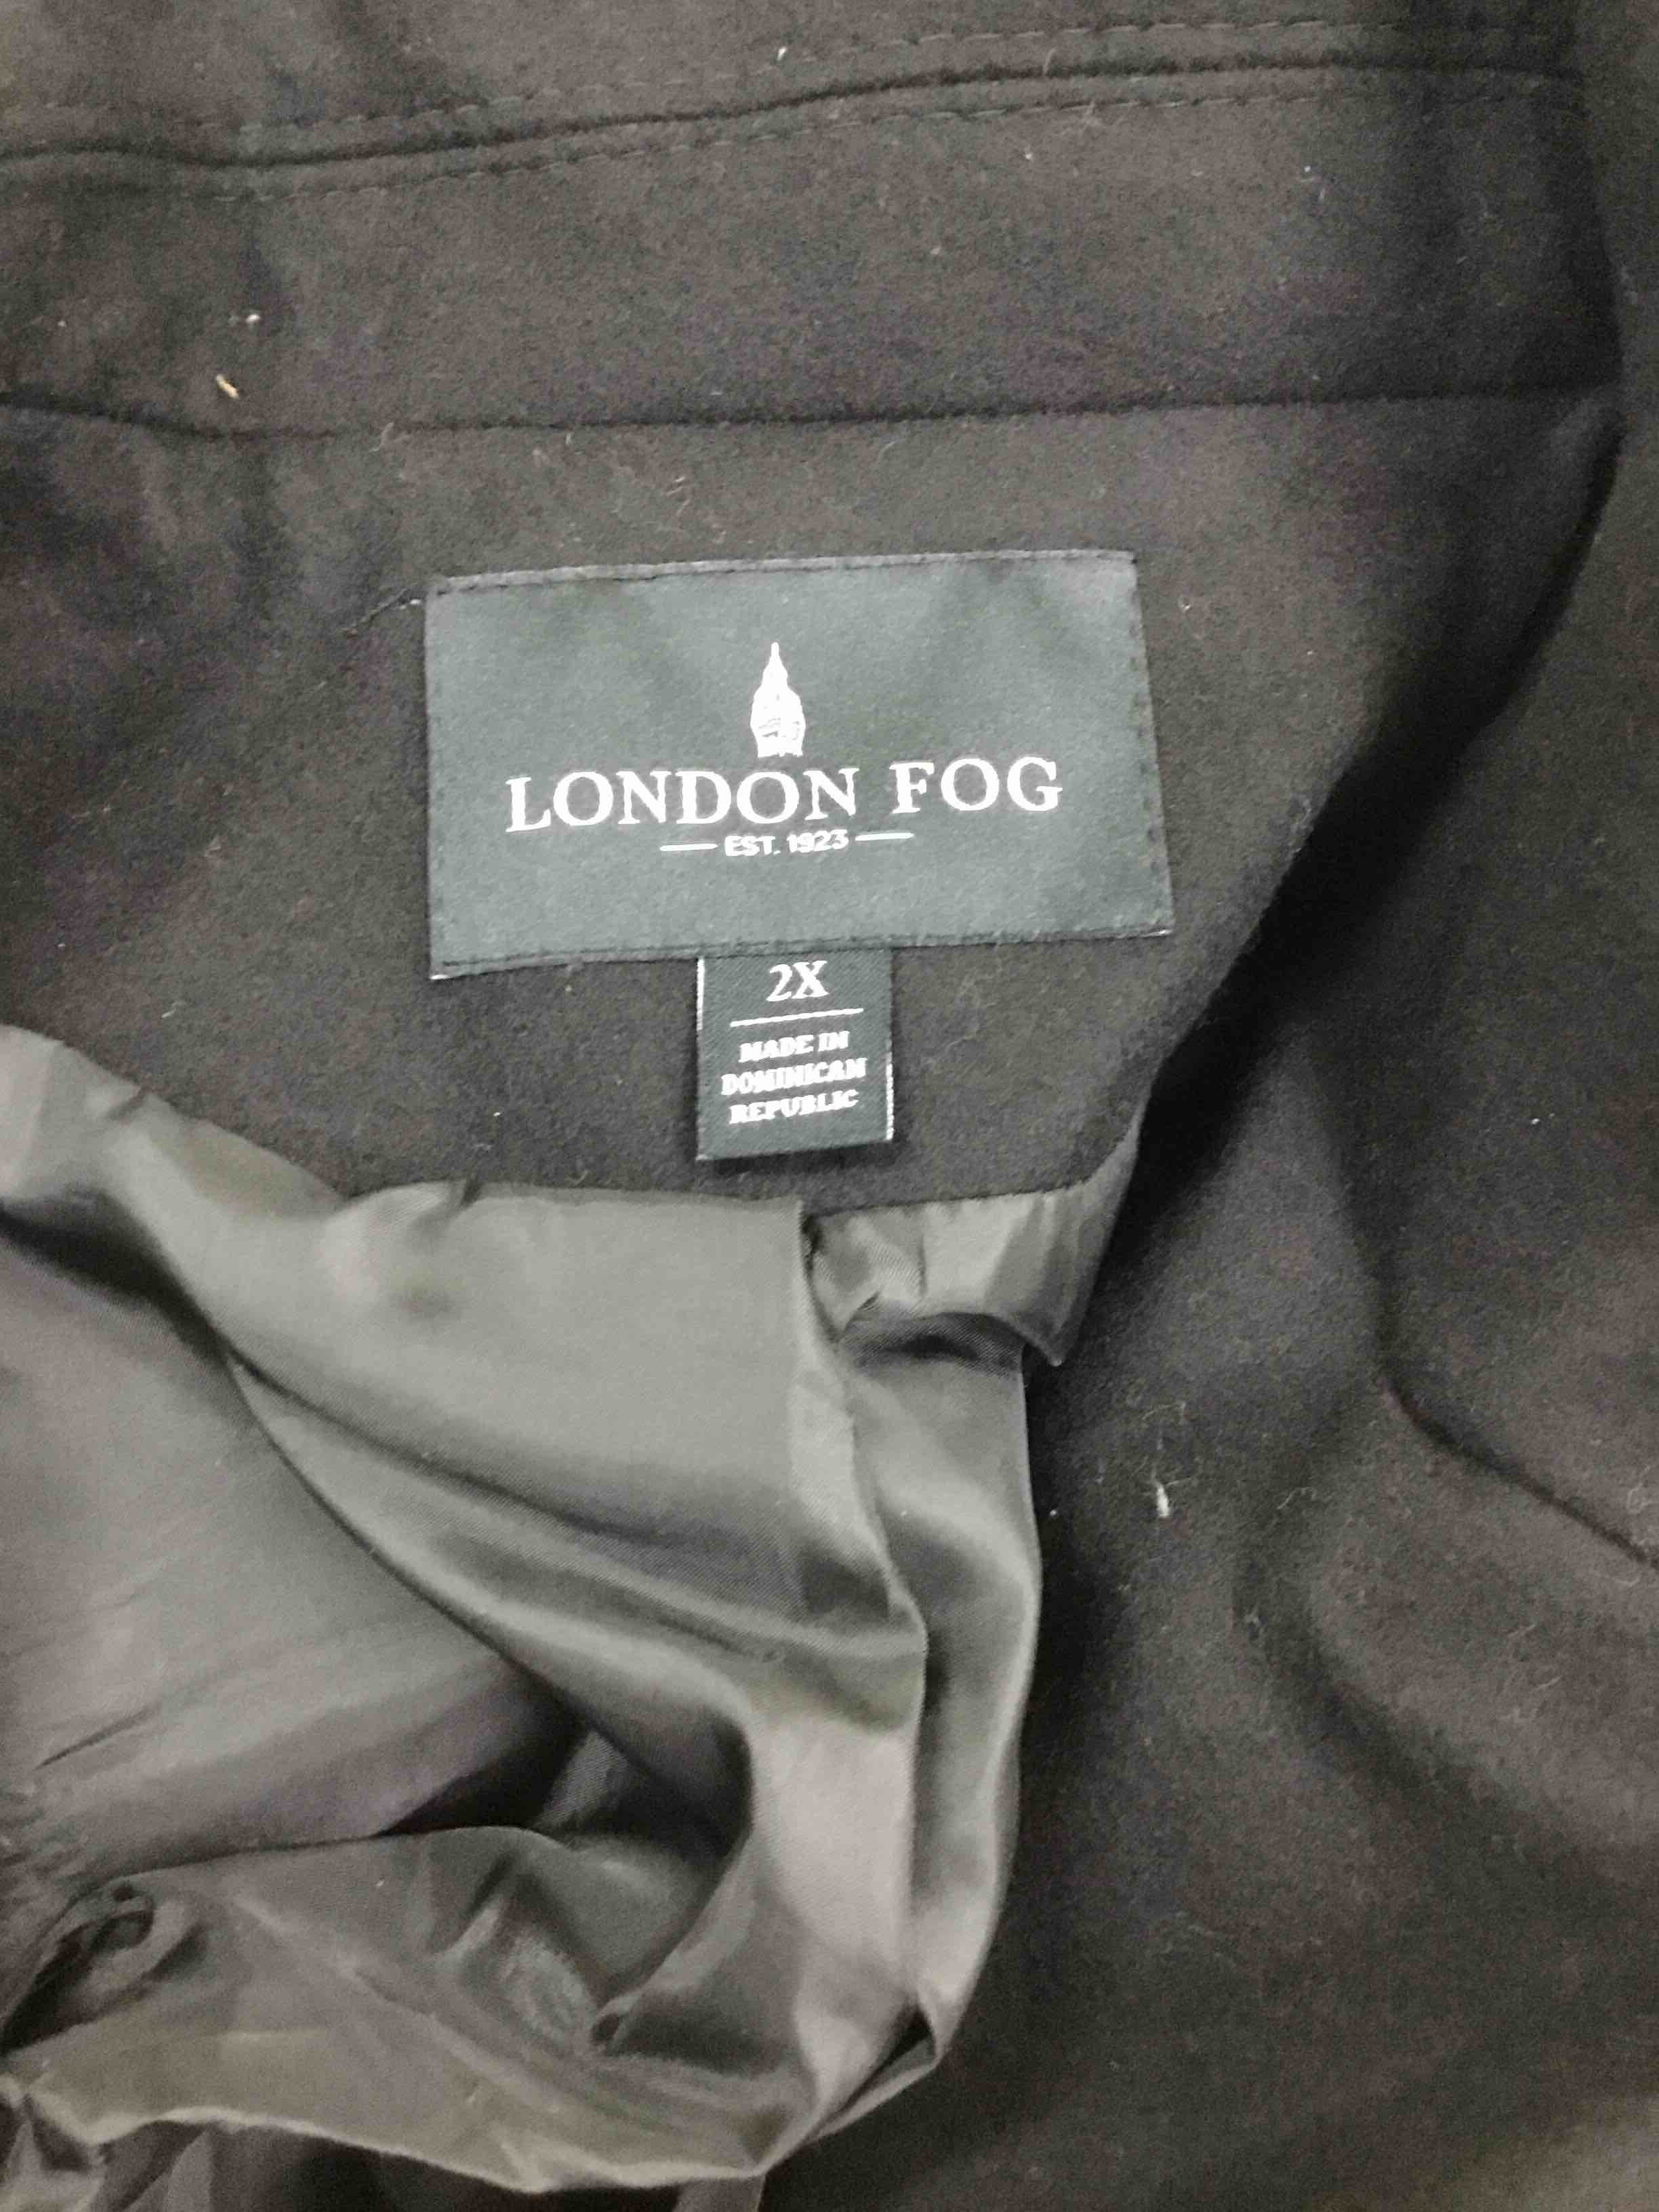 LONDON FOG
EST. 1923
2X
MADE IN
DOMINICAN
REPUBLIC